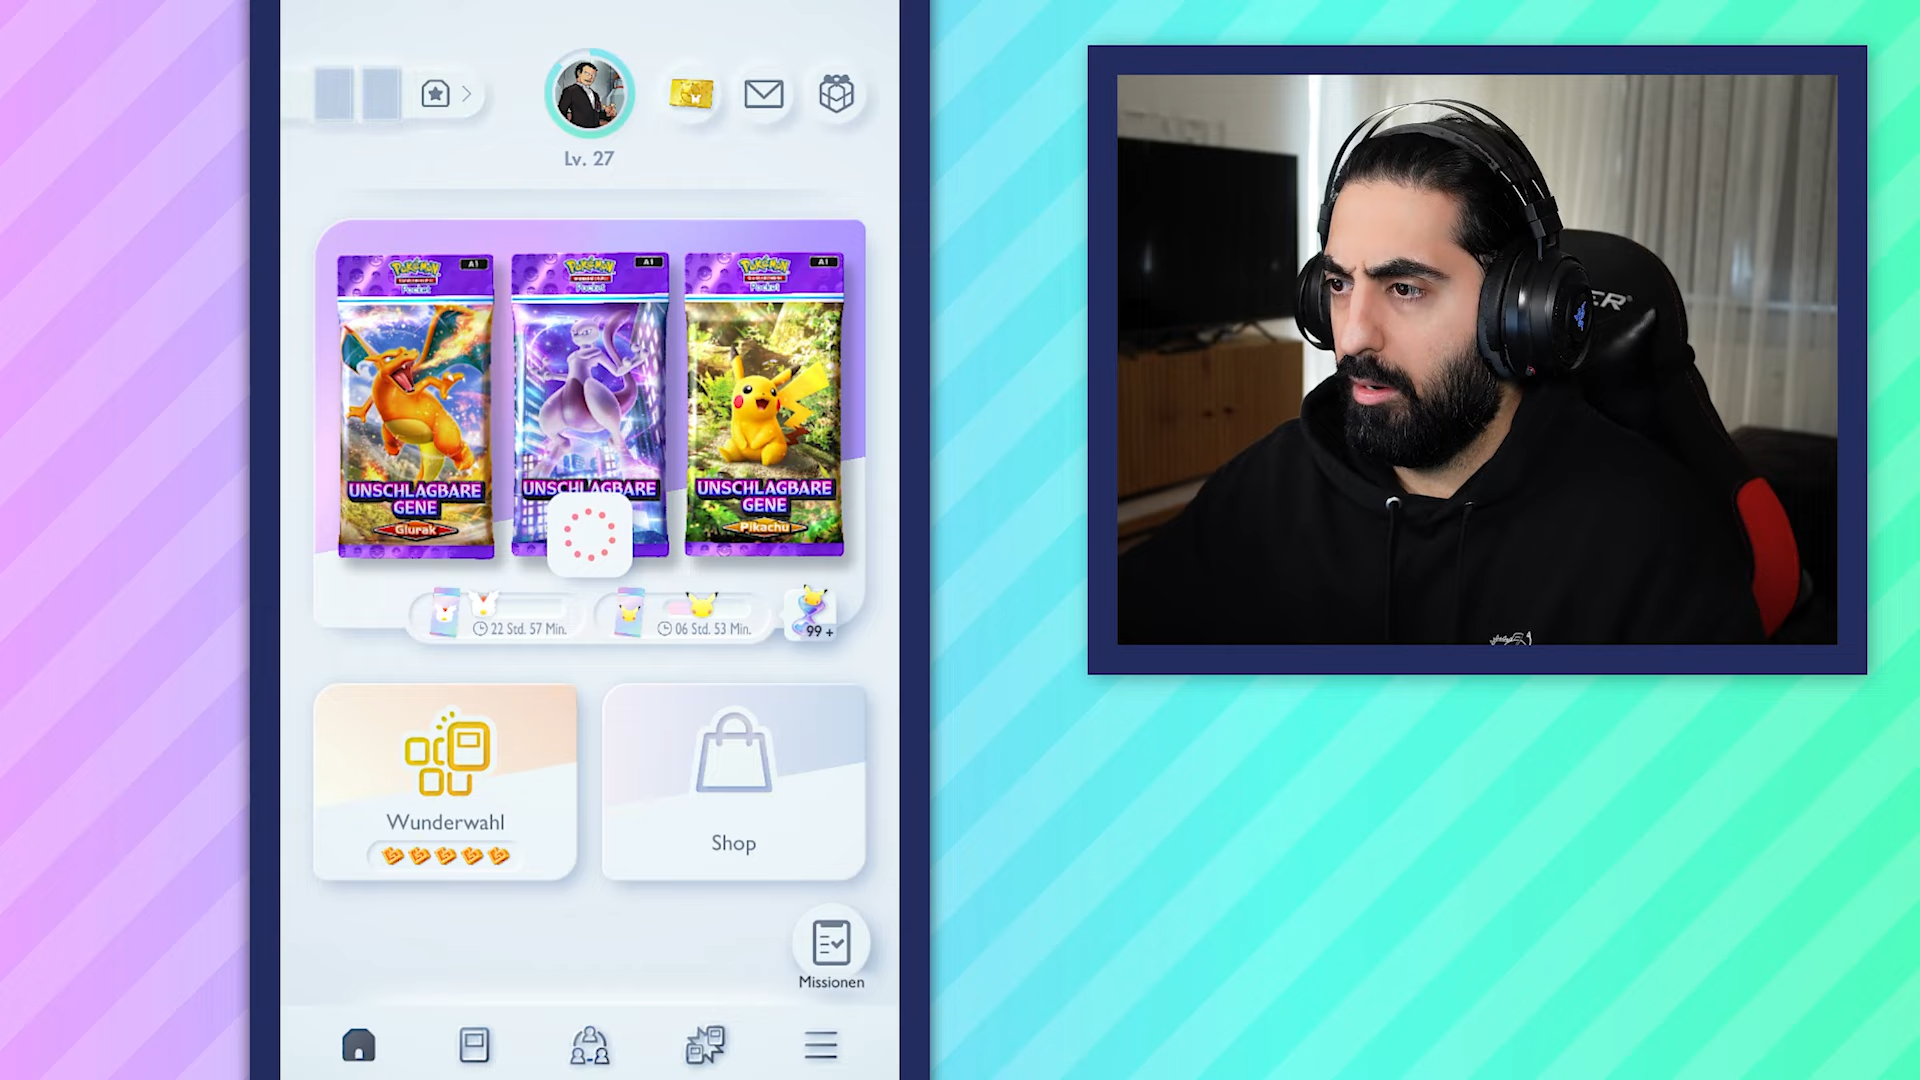 Lv. 27
POKÉMON
Pocket
A1
UNSCHLAGBARE
GENE
Glurak
POKÉMON
Pocket
A1
UNSCHLAGBARE
POKÉMON
Pocket
A1
UNSCHLAGBARE
GENE
Pikachu
22 Std. 57 Min.
06 Std. 53 Min.
99 +
Wunderwahl
Shop
Missionen
ER